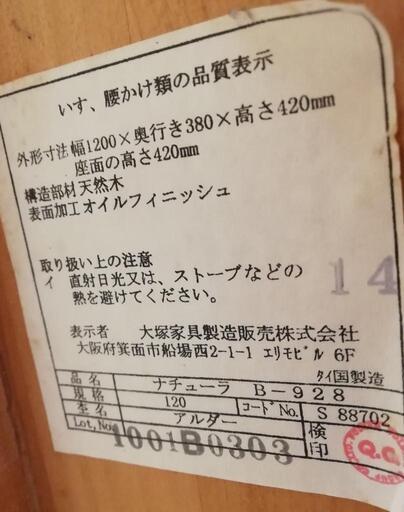 いす、腰かけ類の品質表示
外形寸法 幅1200×奥行き380×高さ420mm
座面の高さ420mm
構造部材 天然木
表面加工 オイルフィニッシュ
取り扱い上の注意
イ 直射日光又は、ストーブなどの
熱を避けてください。
14
表示者 大塚家具製造販売株式会社
大阪府箕面市船場西2-1-1 エリモビル 6F
タイ国製造
品名 ナチューラ B-928
規格 120 コードNo. S 88702
本名 アルダー 検印
Lot,No. 1001B0303
Q.C